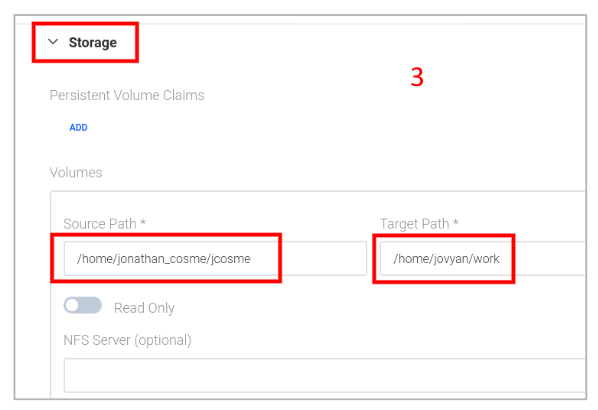 Storage
3
Persistent Volume Claims
ADD
Volumes
Source Path * Target Path *
/home/jonathan_cosme/jcosme /home/jovyan/work
Read Only
NFS Server (optional)